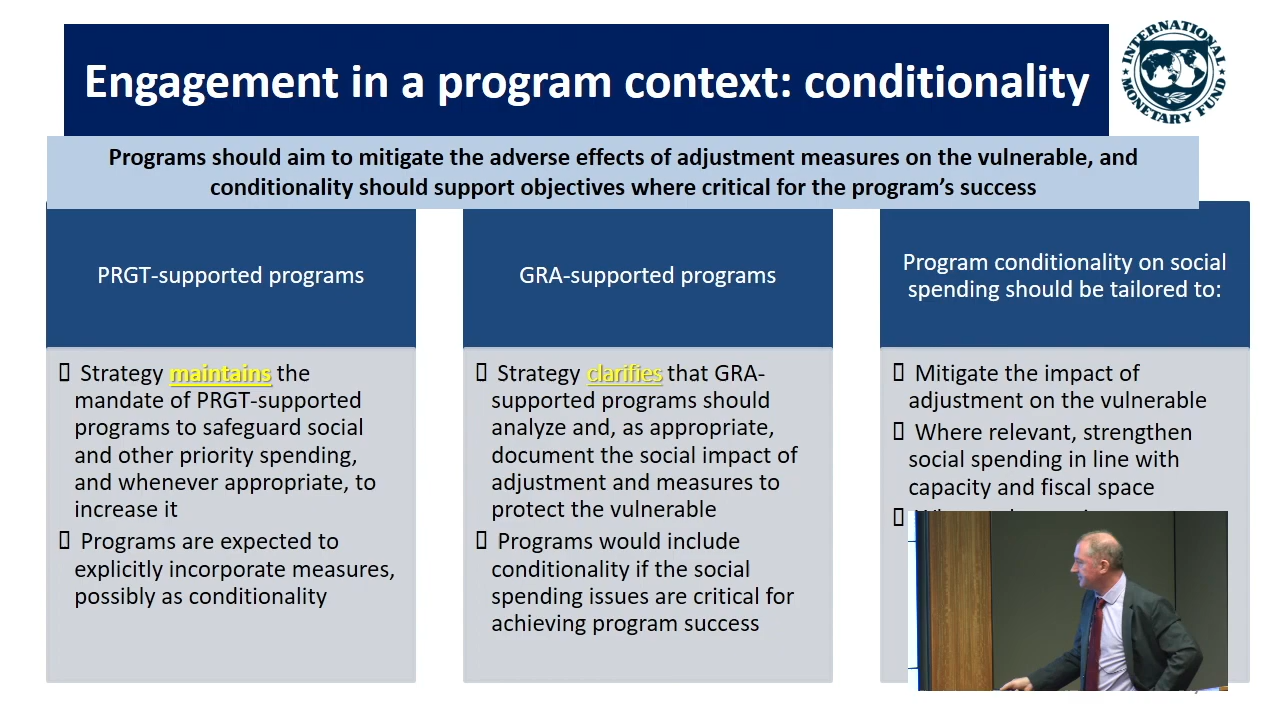 Engagement in a program context: conditionality
INTERNATIONAL MONETARY FUND
Programs should aim to mitigate the adverse effects of adjustment measures on the vulnerable, and
conditionality should support objectives where critical for the program's success
PRGT-supported programs
Strategy maintains the
mandate of PRGT-supported
programs to safeguard social
and other priority spending,
and whenever appropriate, to
increase it
Programs are expected to
explicitly incorporate measures,
possibly as conditionality
GRA-supported programs
Strategy clarifies that GRA-
supported programs should
analyze and, as appropriate,
document the social impact of
adjustment and measures to
protect the vulnerable
Programs would include
conditionality if the social
spending issues are critical for
achieving program success
Program conditionality on social
spending should be tailored to:
Mitigate the impact of
adjustment on the vulnerable
Where relevant, strengthen
social spending in line with
capacity and fiscal space